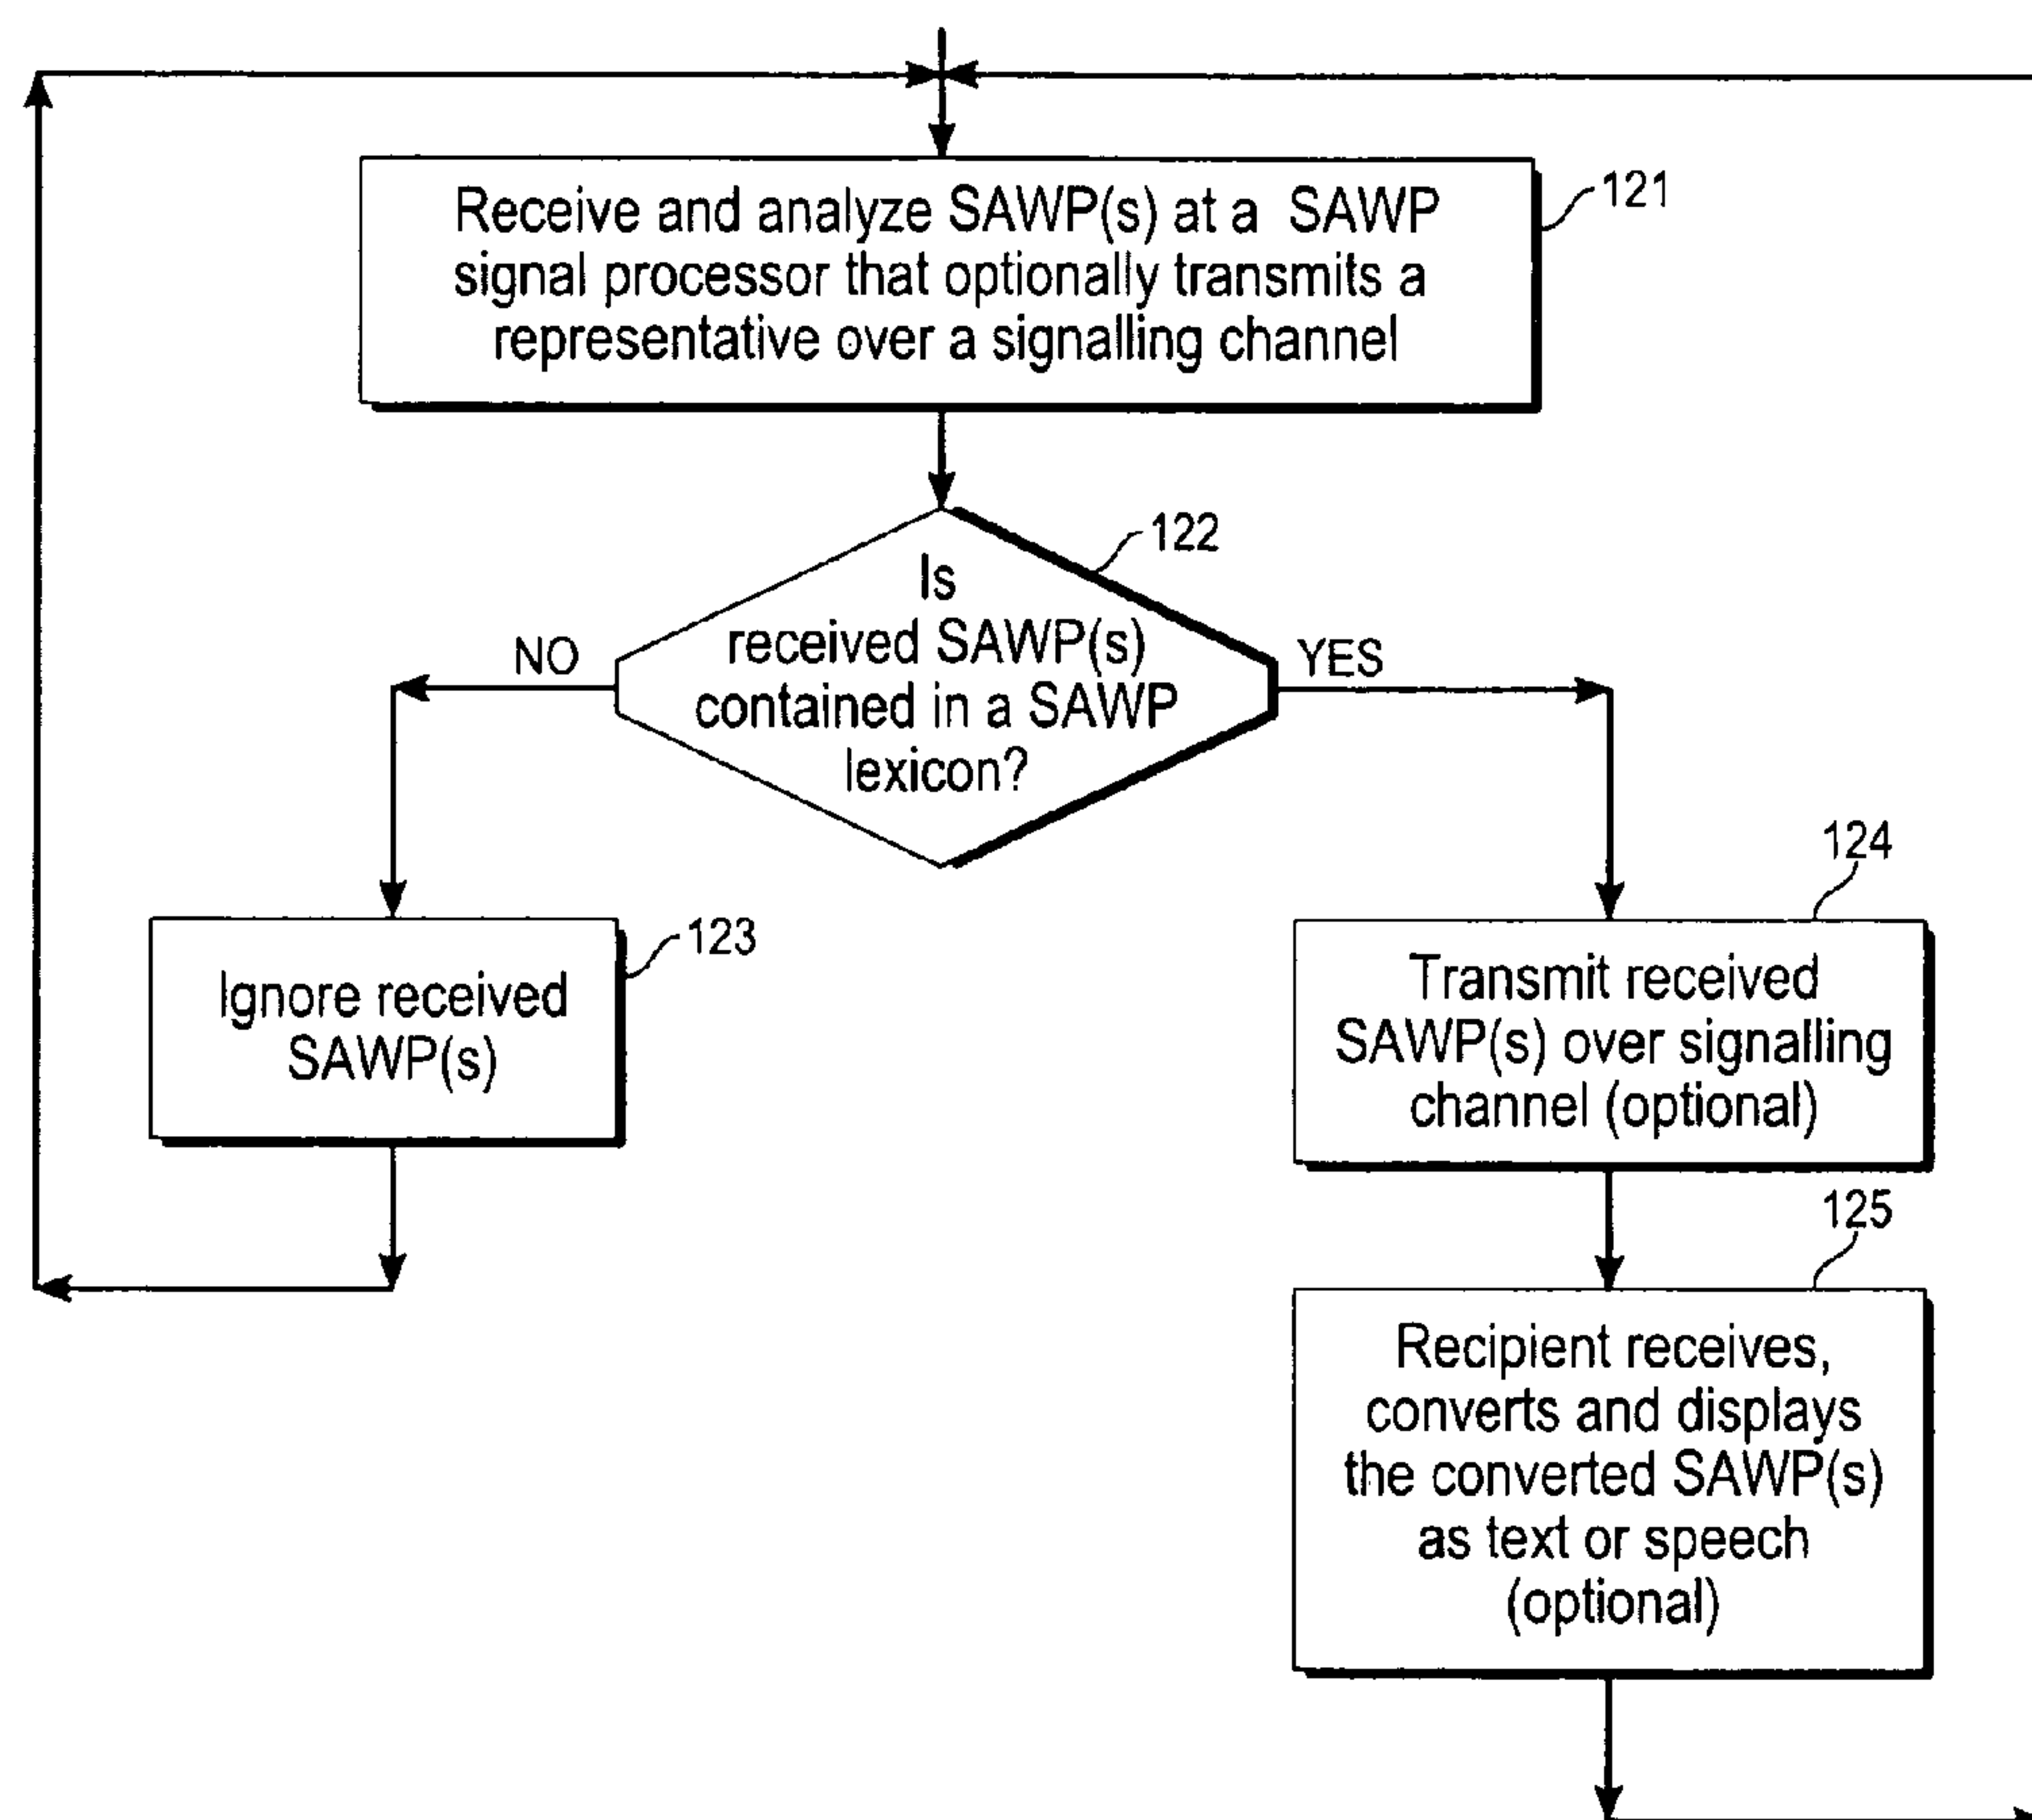 Receive and analyze SAWP(s) at a SAWP
signal processor that optionally transmits a
representative over a signalling channel
121
122
Is
received SAWP(s)
contained in a SAWP
lexicon?
NO
YES
123
Ignore received
SAWP(s)
124
Transmit received
SAWP(s) over signalling
channel (optional)
125
Recipient receives,
converts and displays
the converted SAWP(s)
as text or speech
(optional)